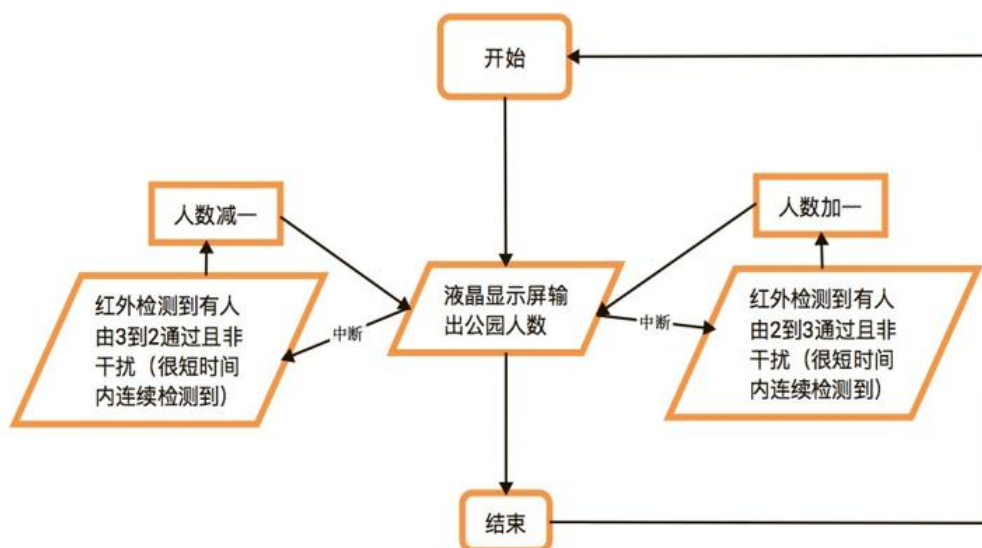 开始
人数减一
人数加一
红外检测到有人
由3到2通过且非
干扰（很短时间
内连续检测到）
中断
液晶显示屏输
出公园人数
中断
红外检测到有人
由2到3通过且非
干扰（很短时间
内连续检测到）
结束